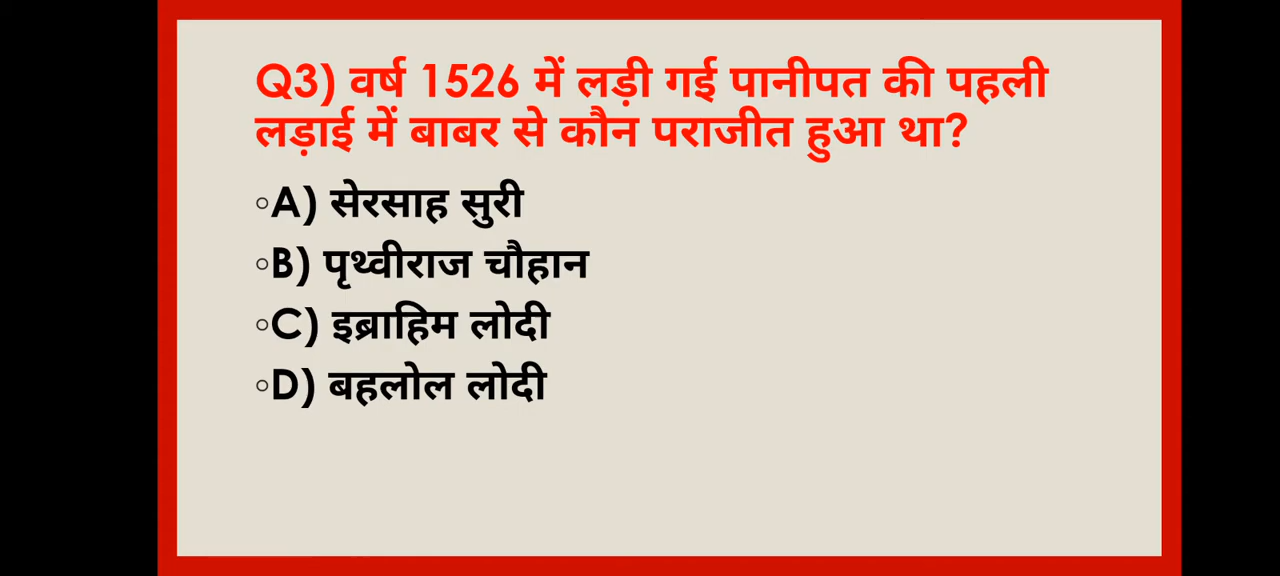 Q3) वर्ष 1526 में लड़ी गई पानीपत की पहली
लड़ाई में बाबर से कौन पराजीत हुआ था?
◦A) सेरसाह सुरी
◦B) पृथ्वीराज चौहान
◦C) इब्राहिम लोदी
◦D) बहलोल लोदी